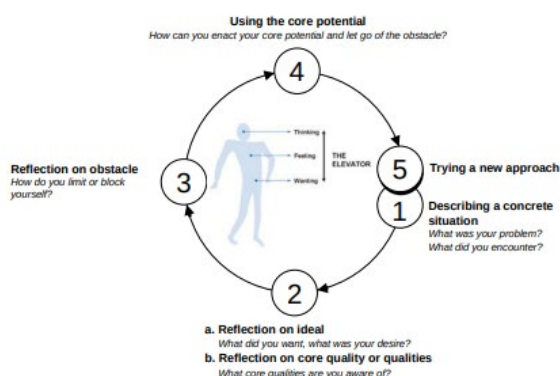 Using the core potential
How can you enact your core potential and let go of the obstacle?
4
Thinking
Feeling
Wanting
THE
ELEVATOR
Reflection on obstacle
How do you limit or block
yourself?
3
5
Trying a new approach
1
Describing a concrete
situation
What was your problem?
What did you encounter?
2
a. Reflection on ideal
What did you want, what was your desire?
b. Reflection on core quality or qualities
What core qualities are you aware of?